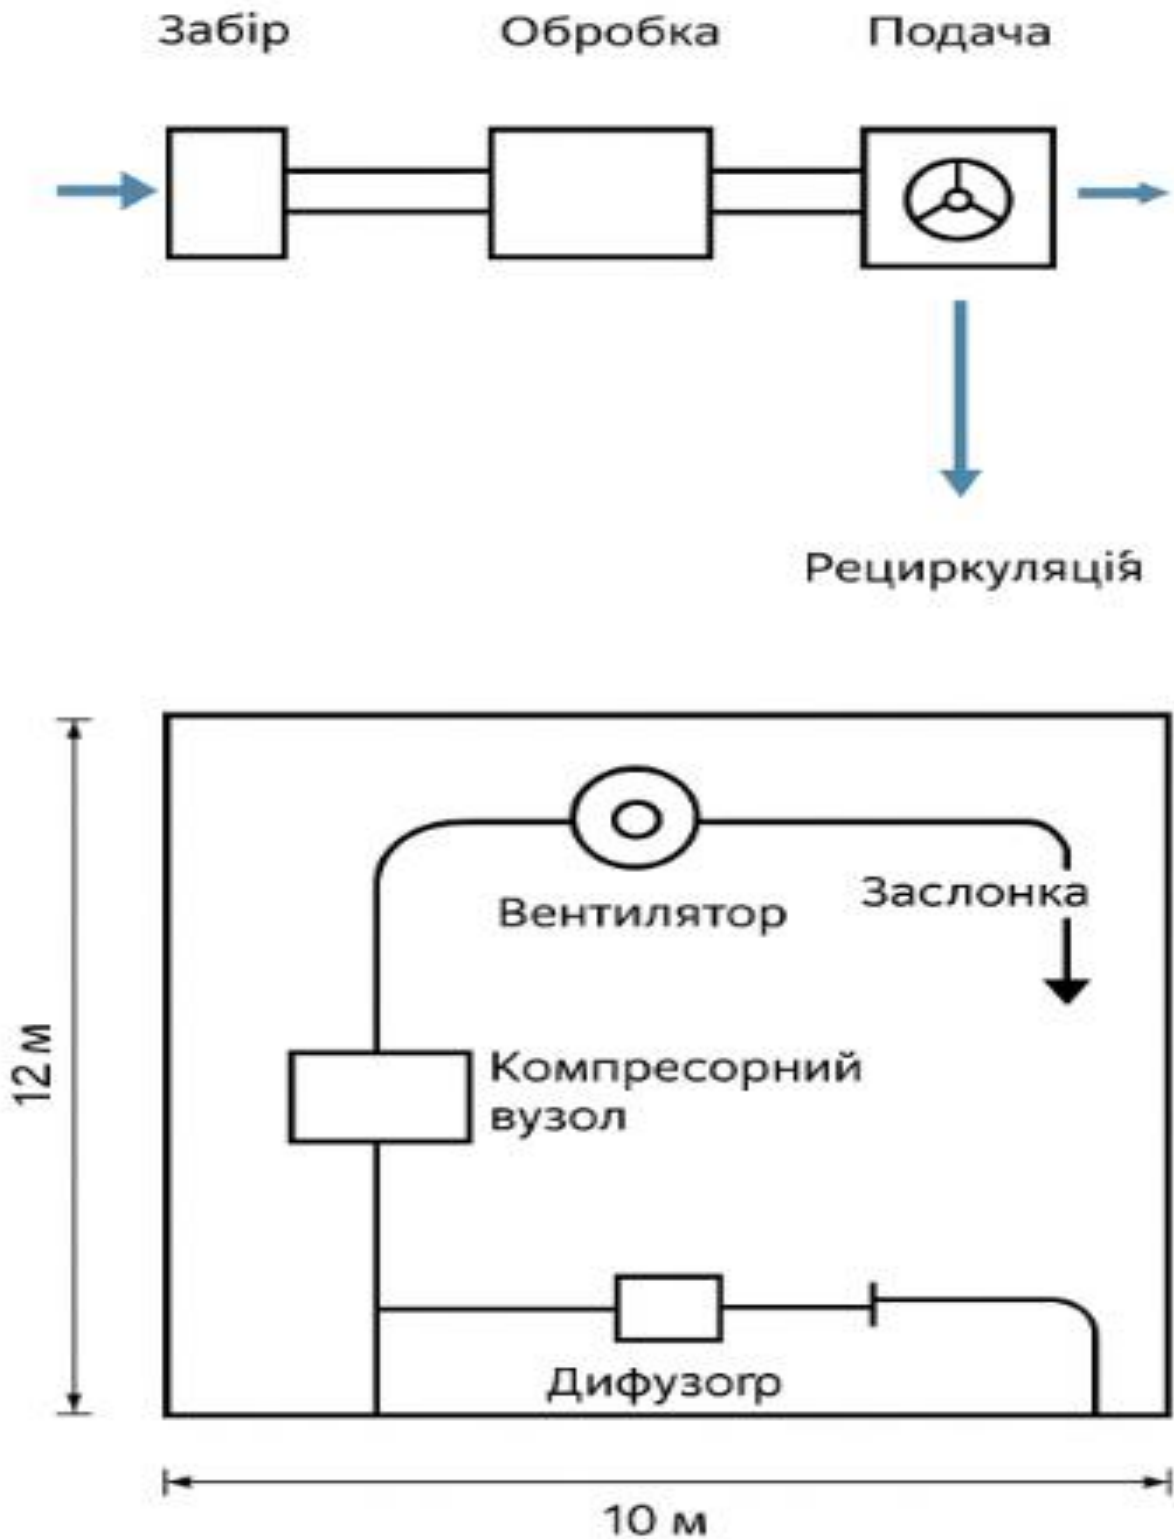 Забір
Обробка
Подача
Рециркуляція
Вентилятор
Заслонка
12 м
Компресорний
вузол
Дифузогр
10 м